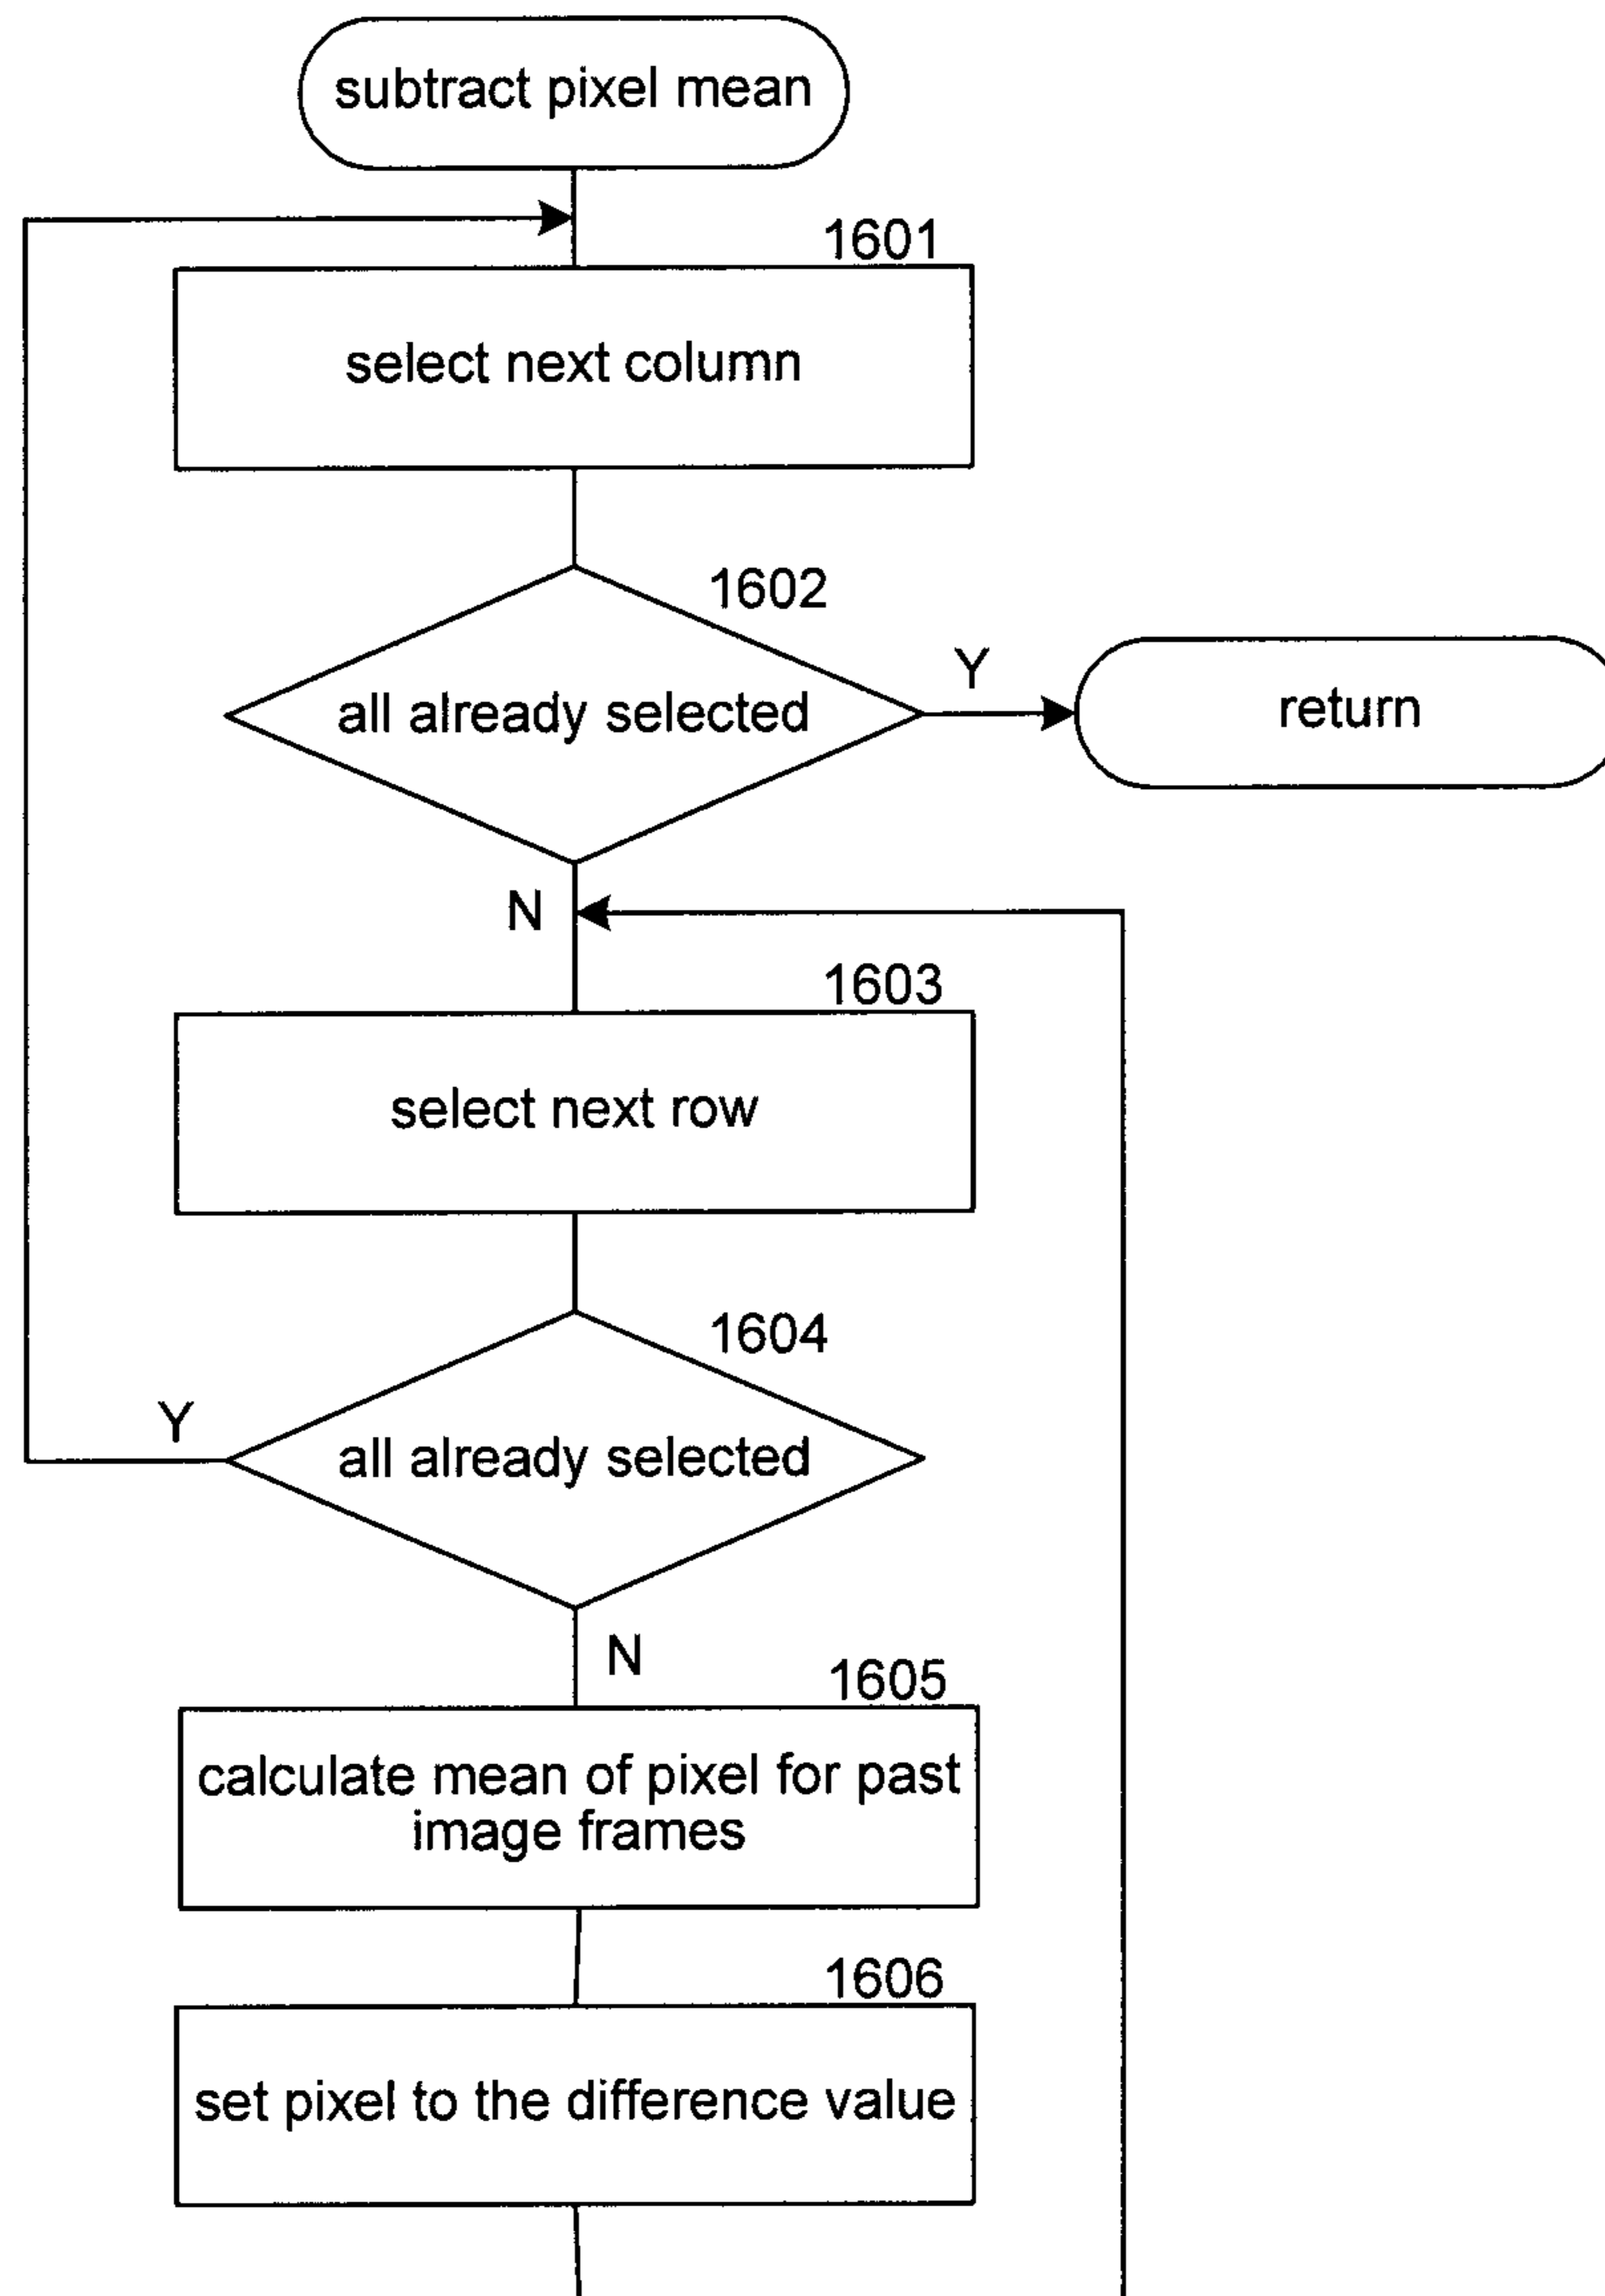 subtract pixel mean
1601
select next column
1602
all already selected
Y
return
N
1603
select next row
1604
all already selected
Y
N
1605
calculate mean of pixel for past
image frames
1606
set pixel to the difference value